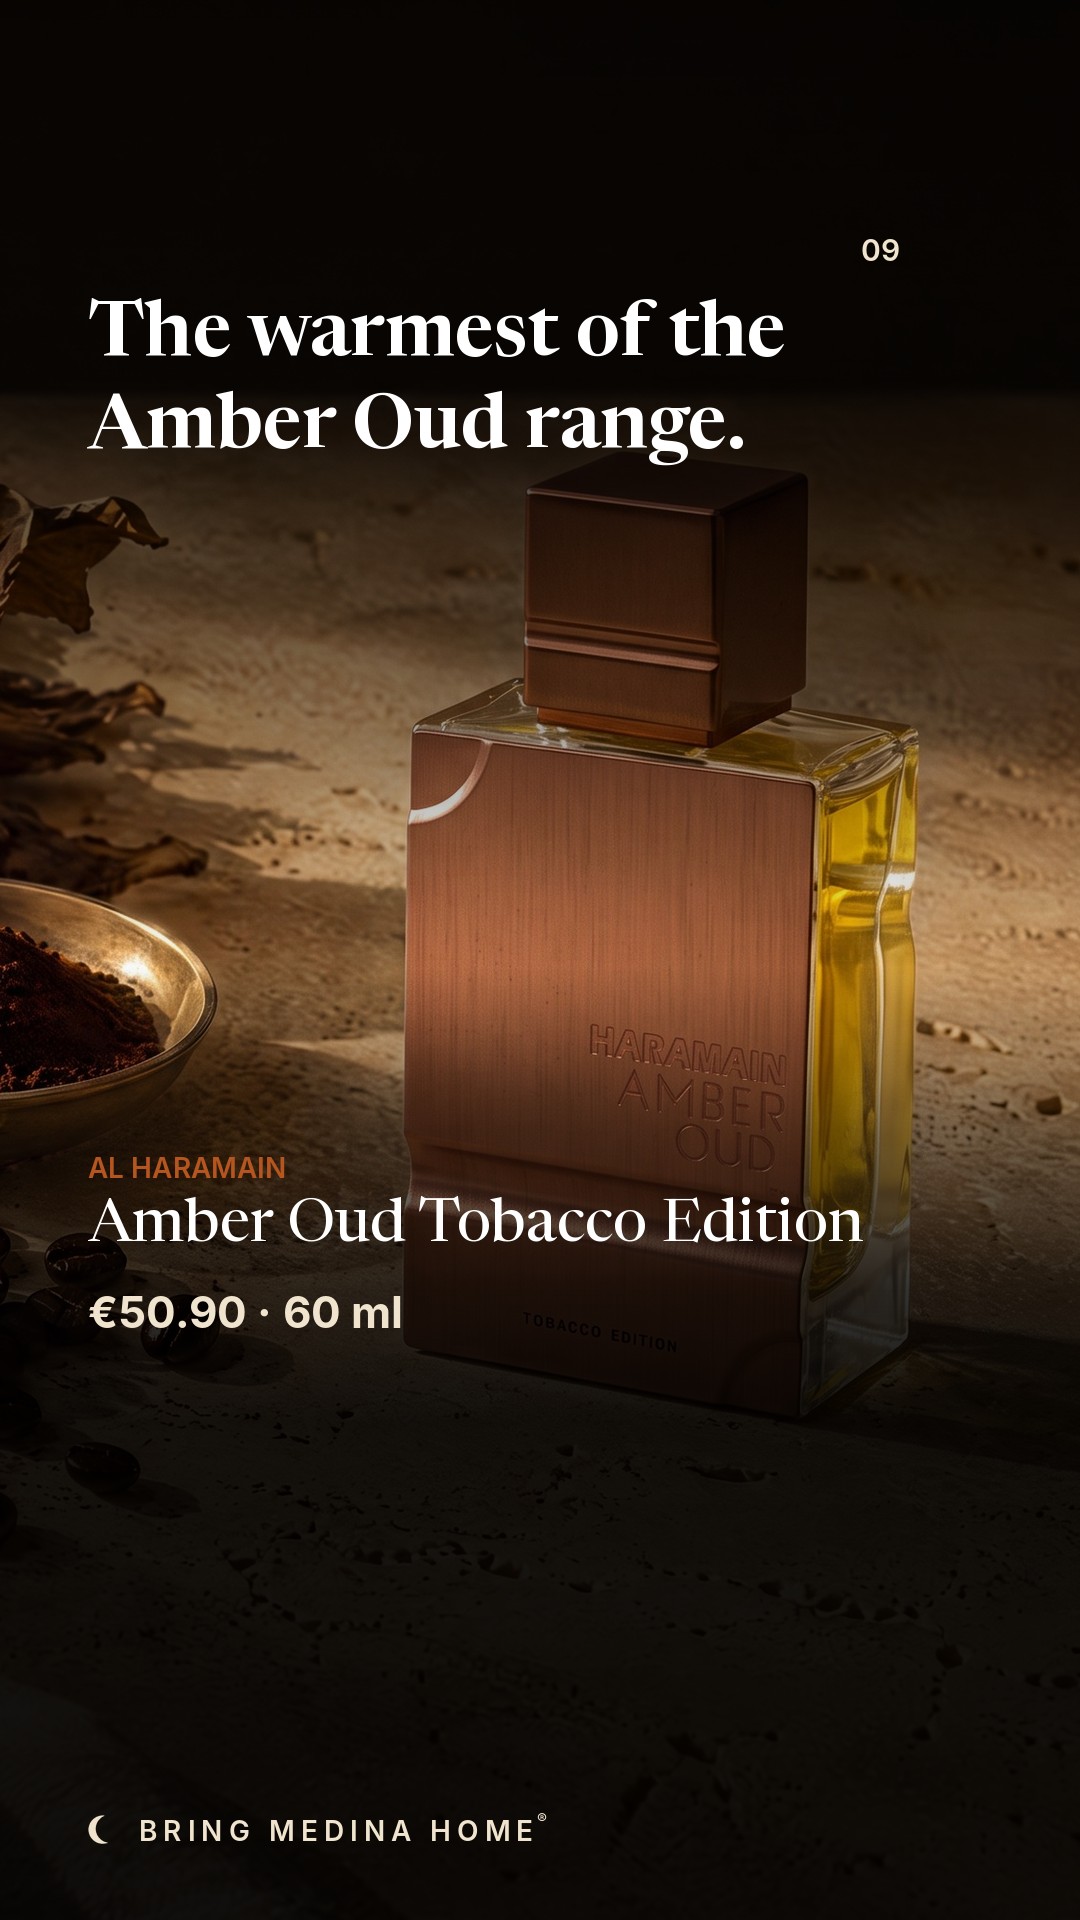 09
The warmest of the
Amber Oud range.
HARAMAIN
AMBER
OUD
AL HARAMAIN
Amber Oud Tobacco Edition
€50.90 · 60 ml
TOBACCO EDITION
BRING MEDINA HOME®